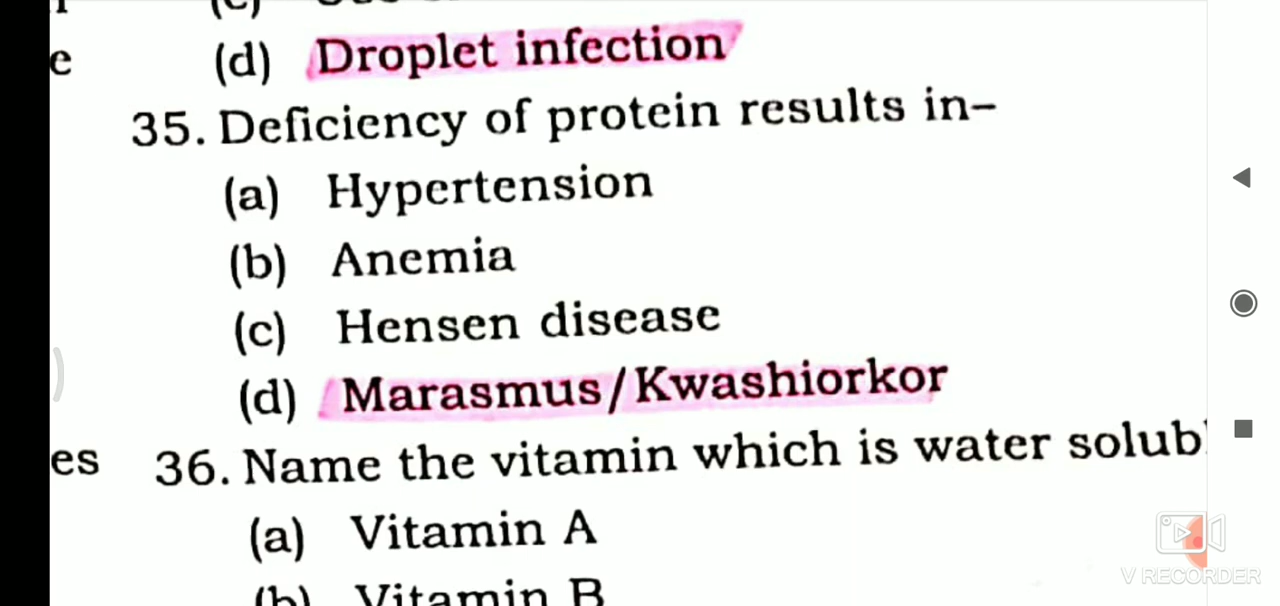 (d) Droplet infection
e
35. Deficiency of protein results in-
(a) Hypertension
(b) Anemia
(c) Hensen disease
(d) Marasmus/Kwashiorkor
es
36. Name the vitamin which is water solub
(a) Vitamin A
(b) Vitamin B
V RECORDER